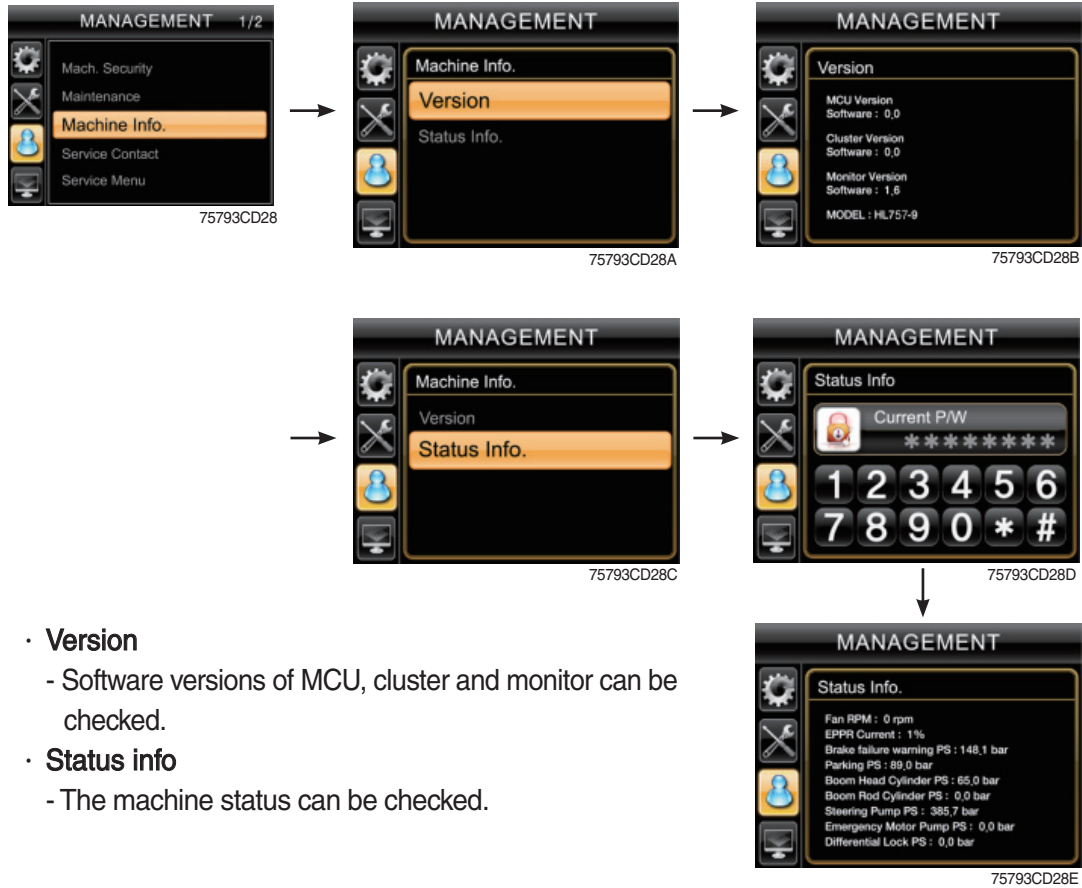 MANAGEMENT 1/2
Mach. Security
Maintenance
Machine Info.
Service Contact
Service Menu
75793CD28
MANAGEMENT
Machine Info.
Version
Status Info.
75793CD28A
MANAGEMENT
Version
MCU Version
Software : 0,0
Cluster Version
Software : 0,0
Monitor Version
Software : 1,6
MODEL : HL757-9
75793CD28B
MANAGEMENT
Machine Info.
Version
Status Info.
75793CD28C
MANAGEMENT
Status Info
Current P/W
********
1 2 3 4 5 6
7 8 9 0 * #
75793CD28D
· Version
- Software versions of MCU, cluster and monitor can be
checked.
· Status info
- The machine status can be checked.
MANAGEMENT
Status Info.
Fan RPM : 0 rpm
EPPR Current : 1%
Brake failure warning PS : 148,1 bar
Parking PS : 89,0 bar
Boom Head Cylinder PS : 65,0 bar
Boom Rod Cylinder PS : 0,0 bar
Steering Pump PS : 385,7 bar
Emergency Motor Pump PS : 0,0 bar
Differential Lock PS : 0,0 bar
75793CD28E